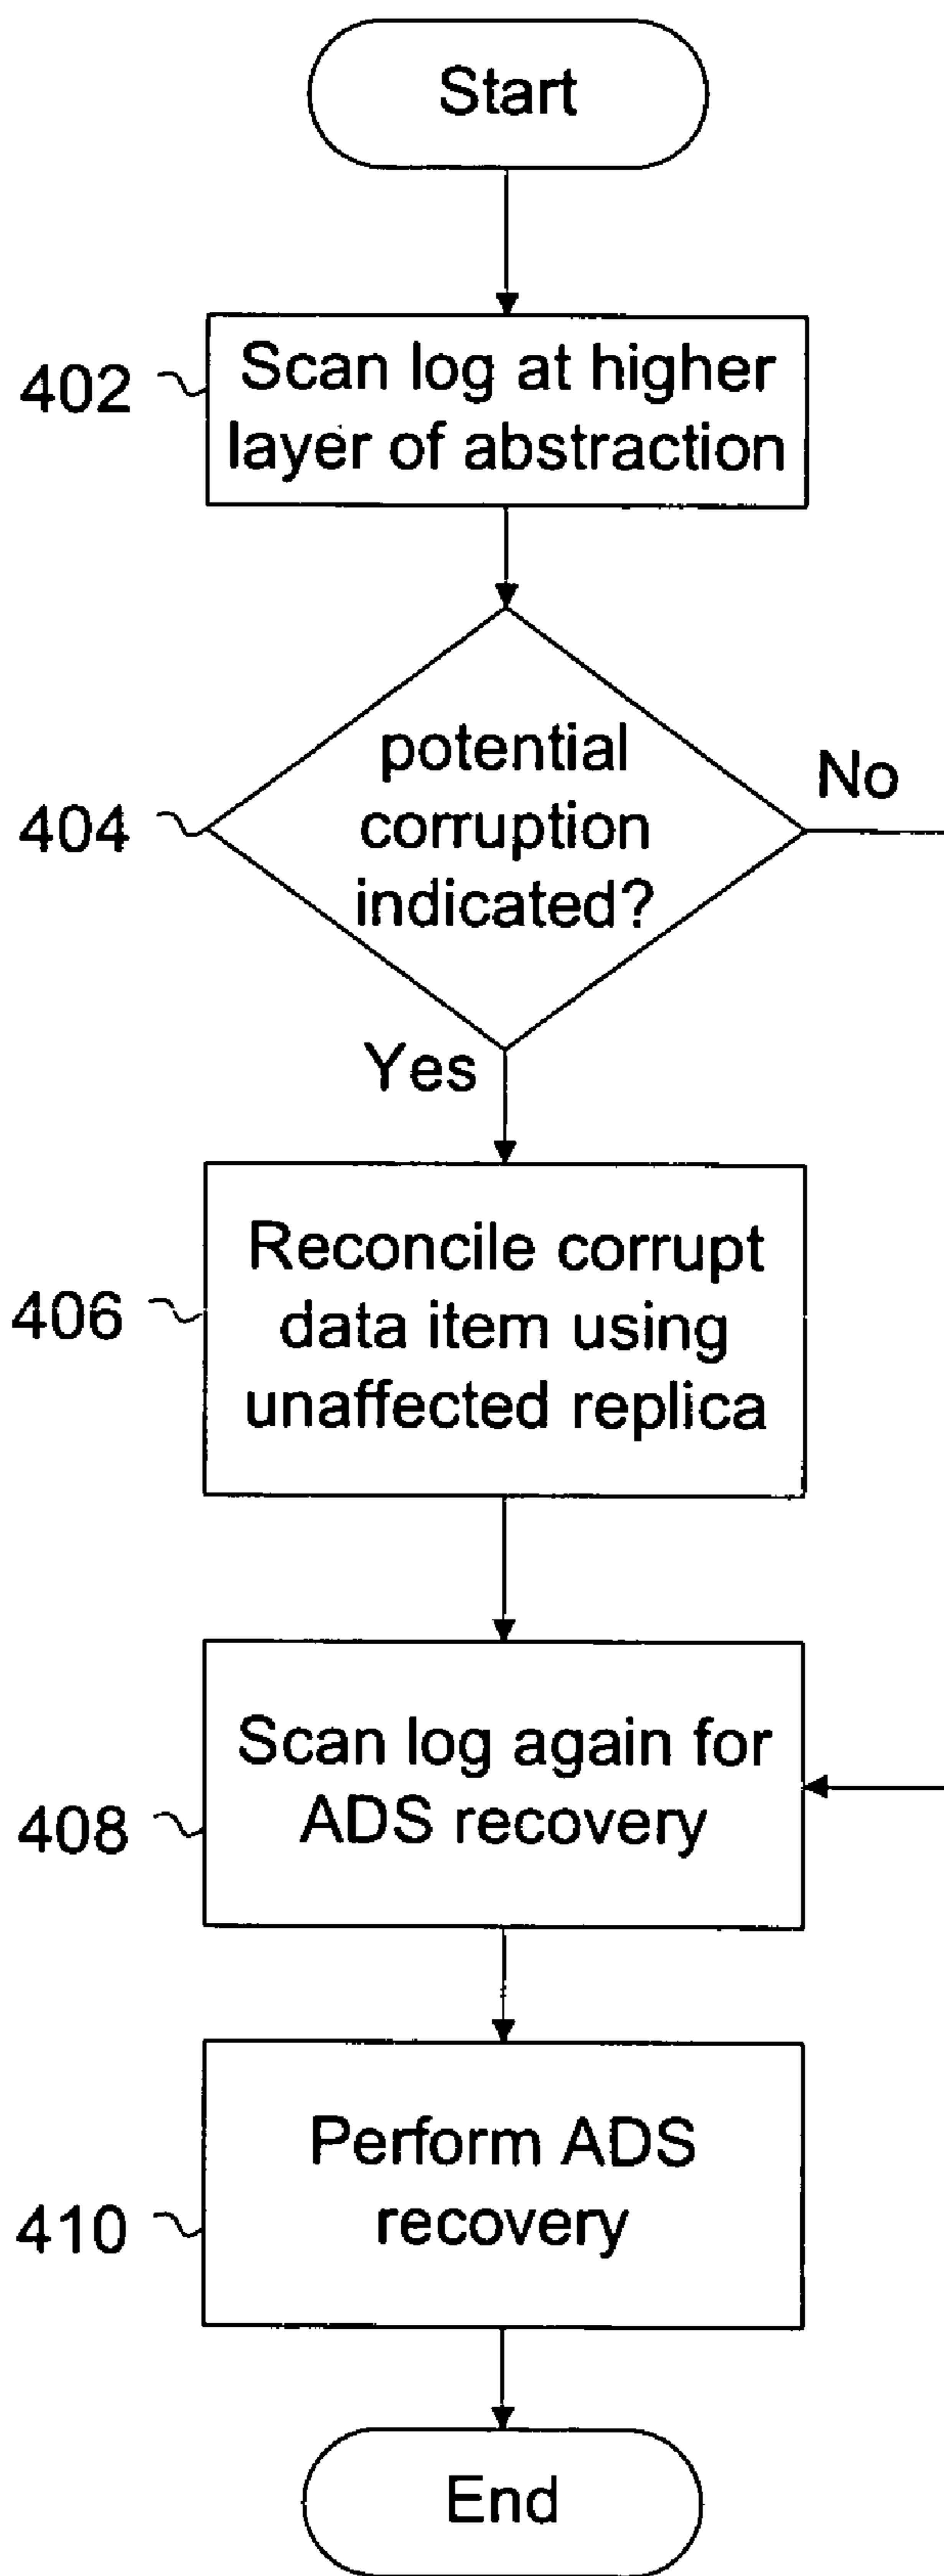 Start
402
Scan log at higher
layer of abstraction
404
potential
corruption
indicated?
No
Yes
406
Reconcile corrupt
data item using
unaffected replica
408
Scan log again for
ADS recovery
410
Perform ADS
recovery
End